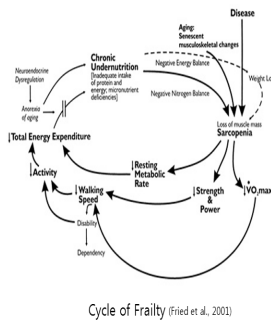 Disease
Aging:
Senescent
musculoskeletal changes
Chronic
Undernutrition
[Inadequate intake
of protein and
energy; micronutrient
deficiencies]
Neuroendocrine
Dysregulation
Anorexia
of aging
Negative Energy Balance
Negative Nitrogen Balance
Weight Lo
Loss of muscle mass
Sarcopenia
↓Total Energy Expenditure
↓Resting
Metabolic
Rate
↓Activity
↓Walking
Speed
↓Strength
&
Power
↓V̇O₂max
Disability
Dependency
Cycle of Frailty (Fried et al., 2001)